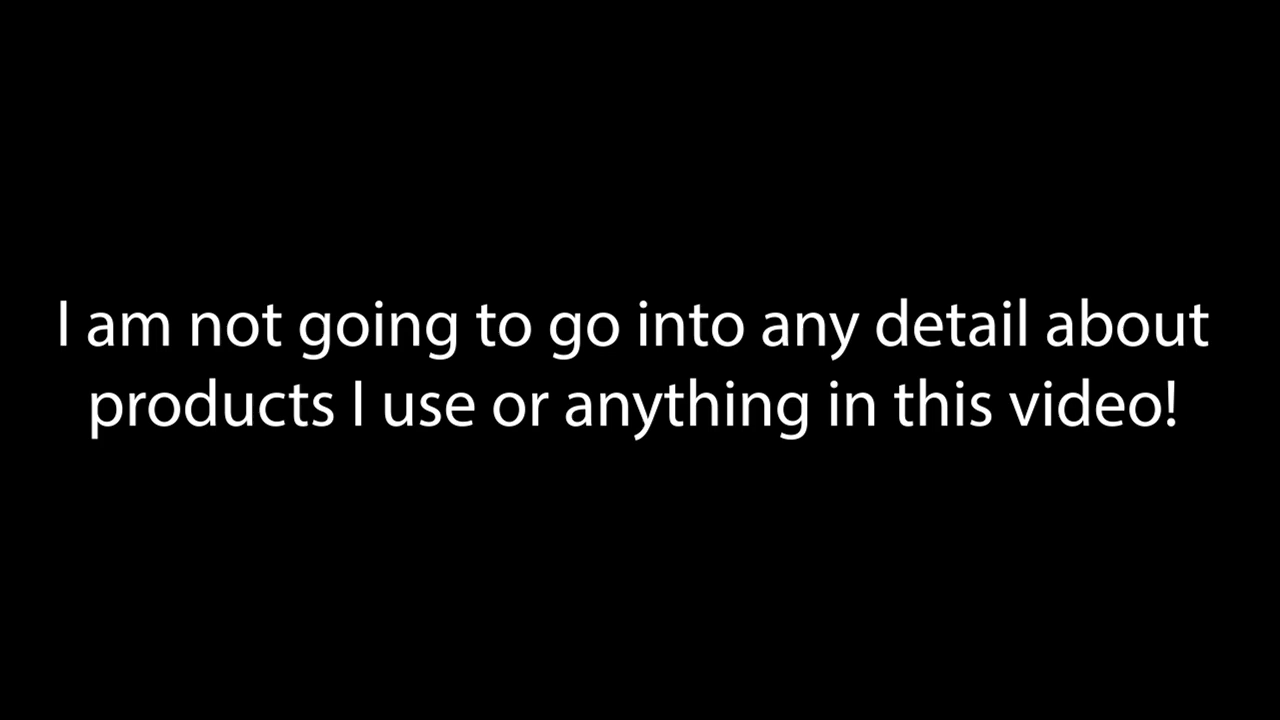 I am not going to go into any detail about
products I use or anything in this video!